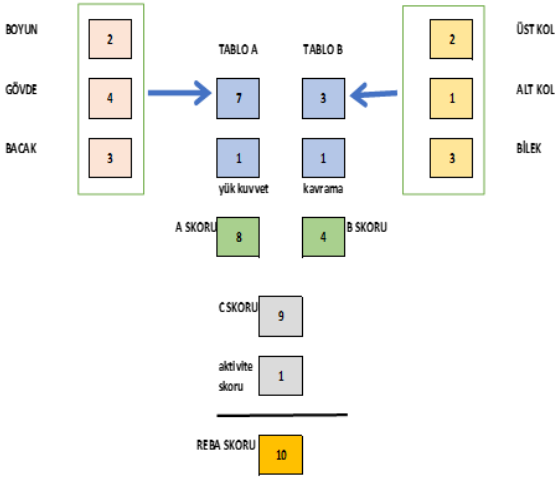 BOYUN
2
TABLO A
TABLO B
2
ÜST KOL
GÖVDE
4
7
3
1
ALT KOL
BACAK
3
1
1
3
BİLEK
yük kuvvet
kavrama
A SKORU
8
4
B SKORU
C SKORU
9
aktivite
skoru
1
REBA SKORU
10